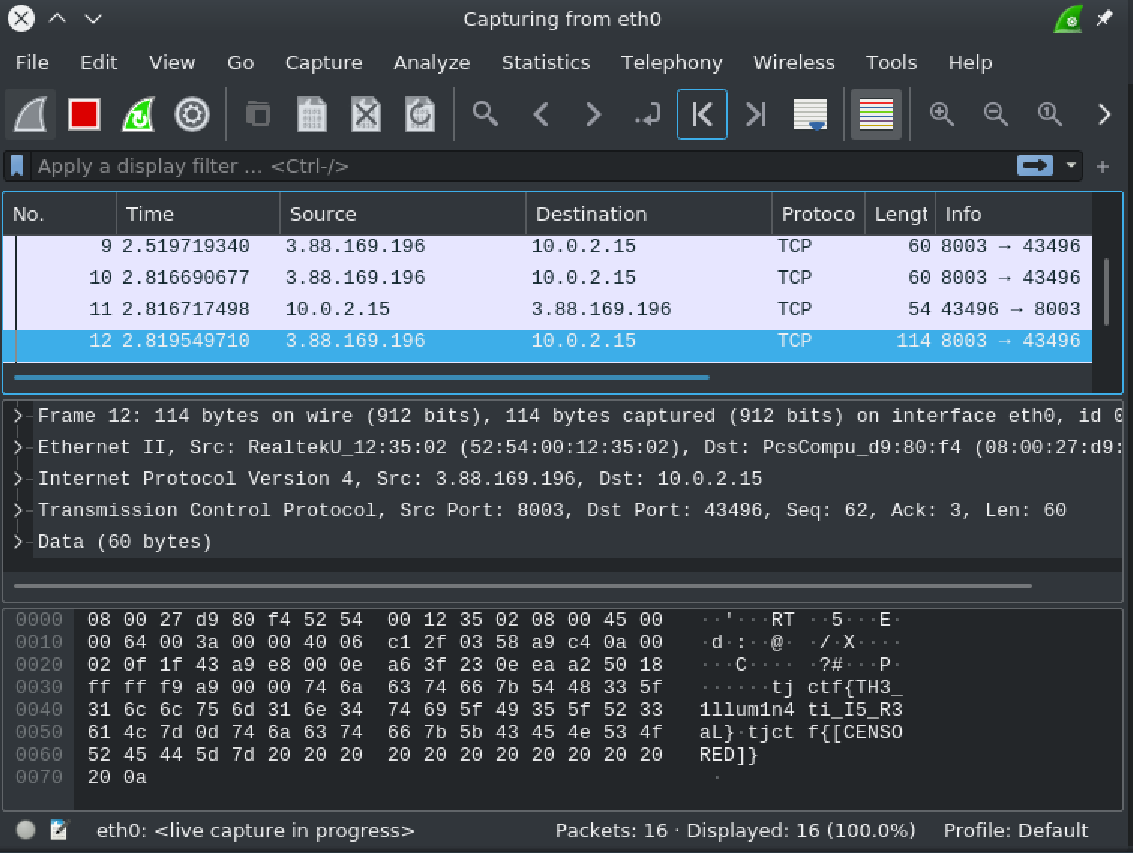 Capturing from eth0
File Edit View Go Capture Analyze Statistics Telephony Wireless Tools Help
Apply a display filter ... <Ctrl-/>
No. Time Source Destination Protoco Lengt Info
9 2.519719340 3.88.169.196 10.0.2.15 TCP 60 8003 → 43496
10 2.816690677 3.88.169.196 10.0.2.15 TCP 60 8003 → 43496
11 2.816717498 10.0.2.15 3.88.169.196 TCP 54 43496 → 8003
12 2.819549710 3.88.169.196 10.0.2.15 TCP 114 8003 → 43496
Frame 12: 114 bytes on wire (912 bits), 114 bytes captured (912 bits) on interface eth0, id 0
Ethernet II, Src: RealtekU_12:35:02 (52:54:00:12:35:02), Dst: PcsCompu_d9:80:f4 (08:00:27:d9:
Internet Protocol Version 4, Src: 3.88.169.196, Dst: 10.0.2.15
Transmission Control Protocol, Src Port: 8003, Dst Port: 43496, Seq: 62, Ack: 3, Len: 60
Data (60 bytes)
0000 08 00 27 d9 80 f4 52 54 00 12 35 02 08 00 45 00 ··'···RT ··5···E·
0010 00 64 00 3a 00 00 40 06 c1 2f 03 58 a9 c4 0a 00 ·d·:··@· ·/·X····
0020 02 0f 1f 43 a9 e8 00 0e a6 3f 23 0e ea a2 50 18 ···C···· ·?#···P·
0030 ff ff f9 a9 00 00 74 6a 63 74 66 7b 54 48 33 5f ······tj ctf{TH3_
0040 31 6c 6c 75 6d 31 6e 34 74 69 5f 49 35 5f 52 33 1llum1n4 ti_I5_R3
0050 61 4c 7d 0d 74 6a 63 74 66 7b 5b 43 45 4e 53 4f aL}·tjct f{[CENSO
0060 52 45 44 5d 7d 20 20 20 20 20 20 20 20 20 20 20 RED]}
0070 20 0a ·
eth0: <live capture in progress> Packets: 16 · Displayed: 16 (100.0%) Profile: Default